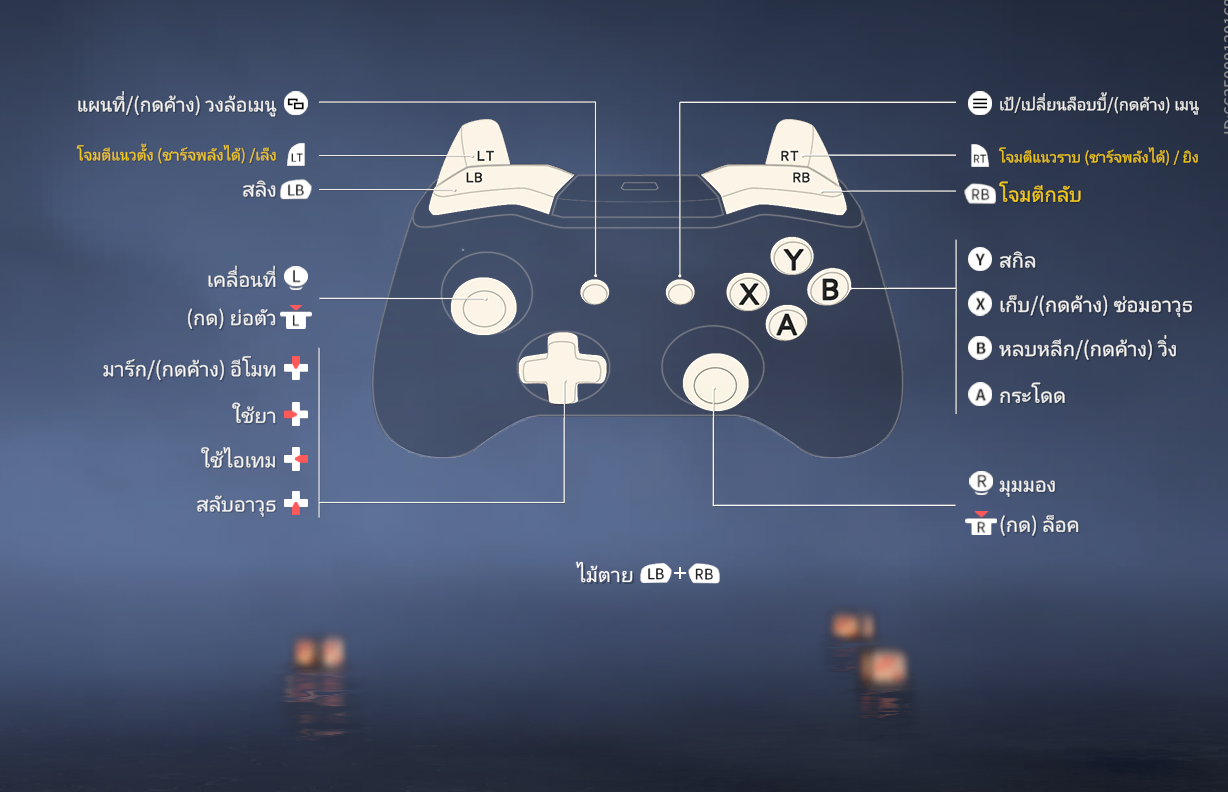 แผนที่/(กดค้าง) วงล้อเมนู
โจมตีแนวตั้ง (ชาร์จพลังได้) /เล็ง LT
สลิง LB
เคลื่อนที่ L
(กด) ย่อตัว L
มาร์ก/(กดค้าง) อีโมท
ใช้ยา
ใช้ไอเทม
สลับอาวุธ
LT
LB
RT
RB
Y
X
B
A
เป้/เปลี่ยนล็อบบี้/(กดค้าง) เมนู
RT โจมตีแนวราบ (ชาร์จพลังได้) / ยิง
RB โจมตีกลับ
Y สกิล
X เก็บ/(กดค้าง) ซ่อมอาวุธ
B หลบหลีก/(กดค้าง) วิ่ง
A กระโดด
R มุมมอง
R (กด) ล็อค
ไม้ตาย LB+RB